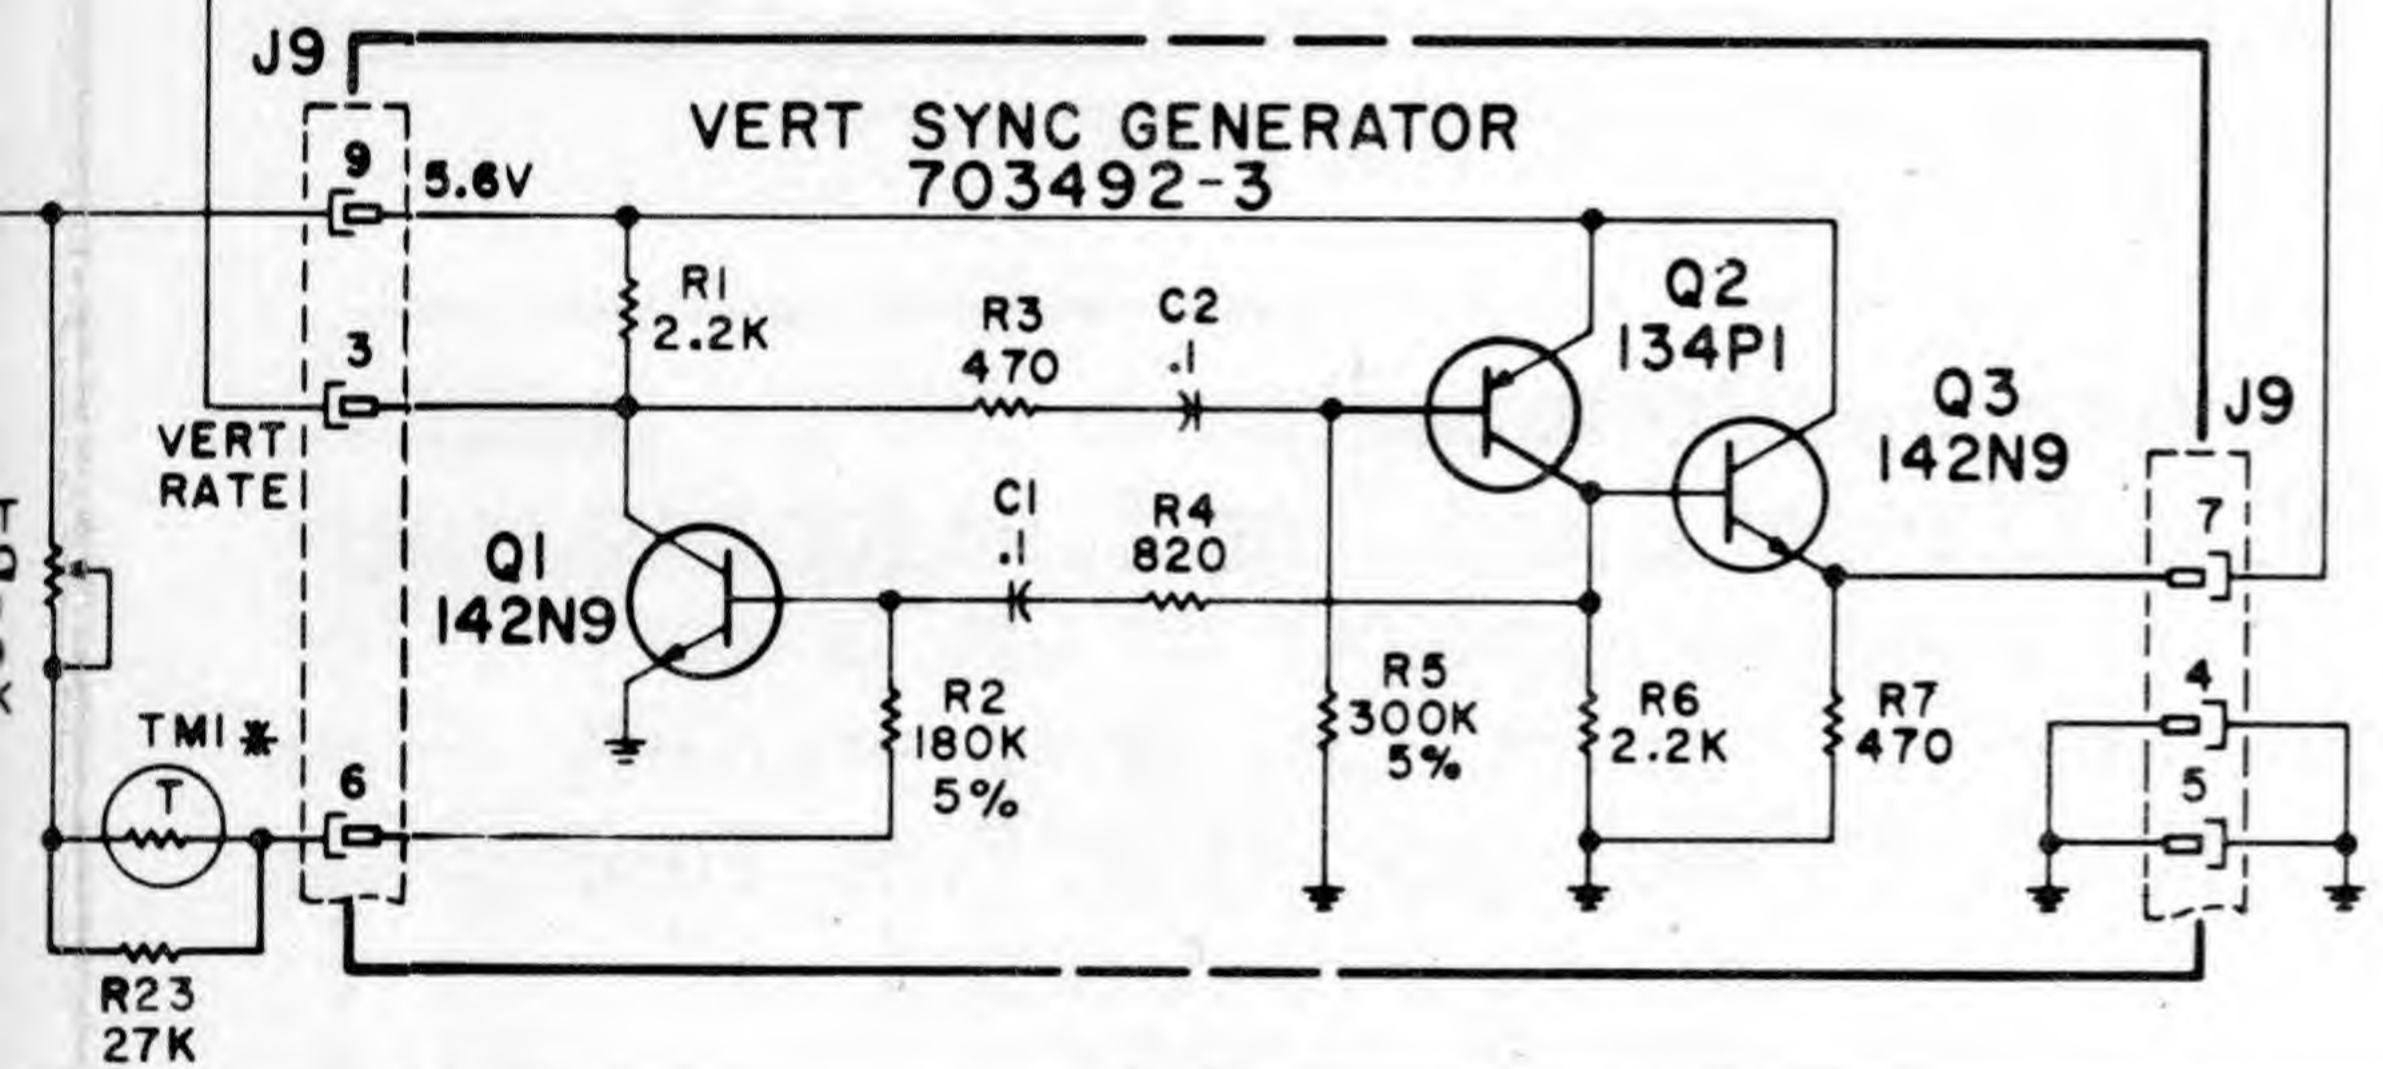 J9
VERT SYNC GENERATOR
703492-3
9
5.6V
R1
2.2K
Q2
134P1
R3
470
C2
.1
3
Q3
142N9
J9
VERT
RATE
C1
.1
R4
820
7
Q1
142N9
R2
180K
5%
R5
300K
5%
R6
2.2K
R7
470
4
TM1 *
T
6
5
R23
27K